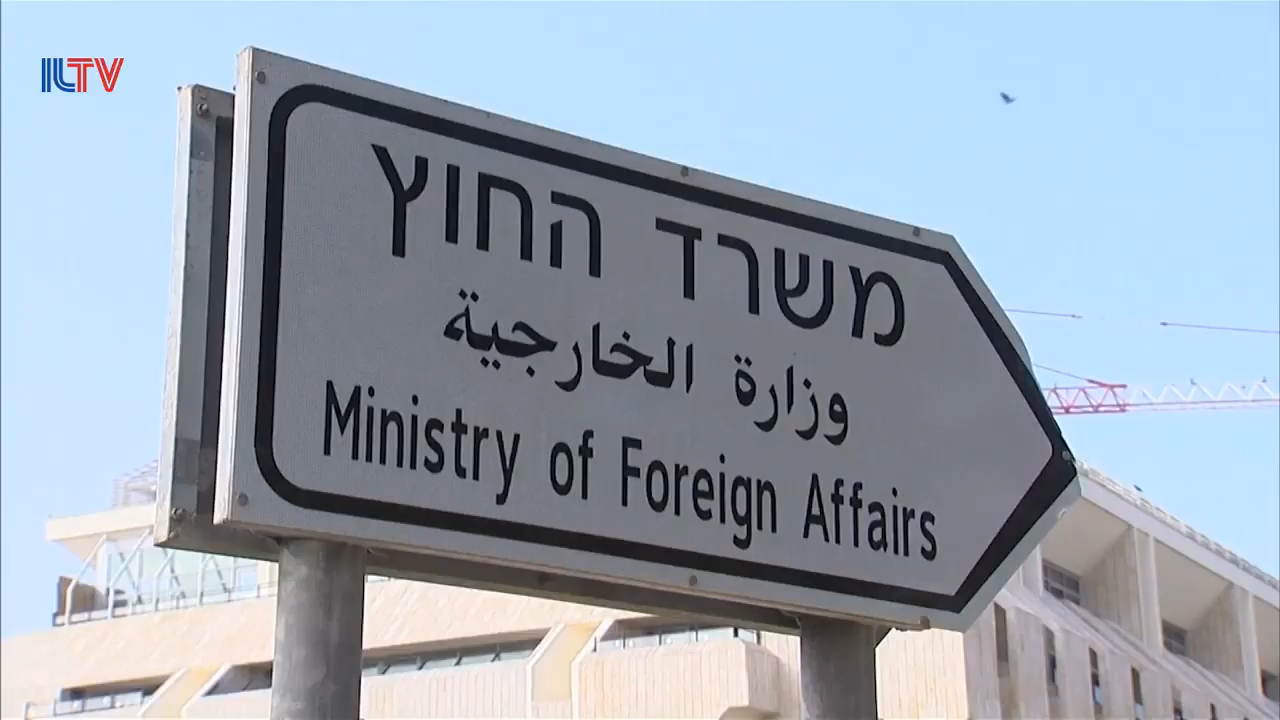 ILTV
משרד החוץ
وزارة الخارجية
Ministry of Foreign Affairs